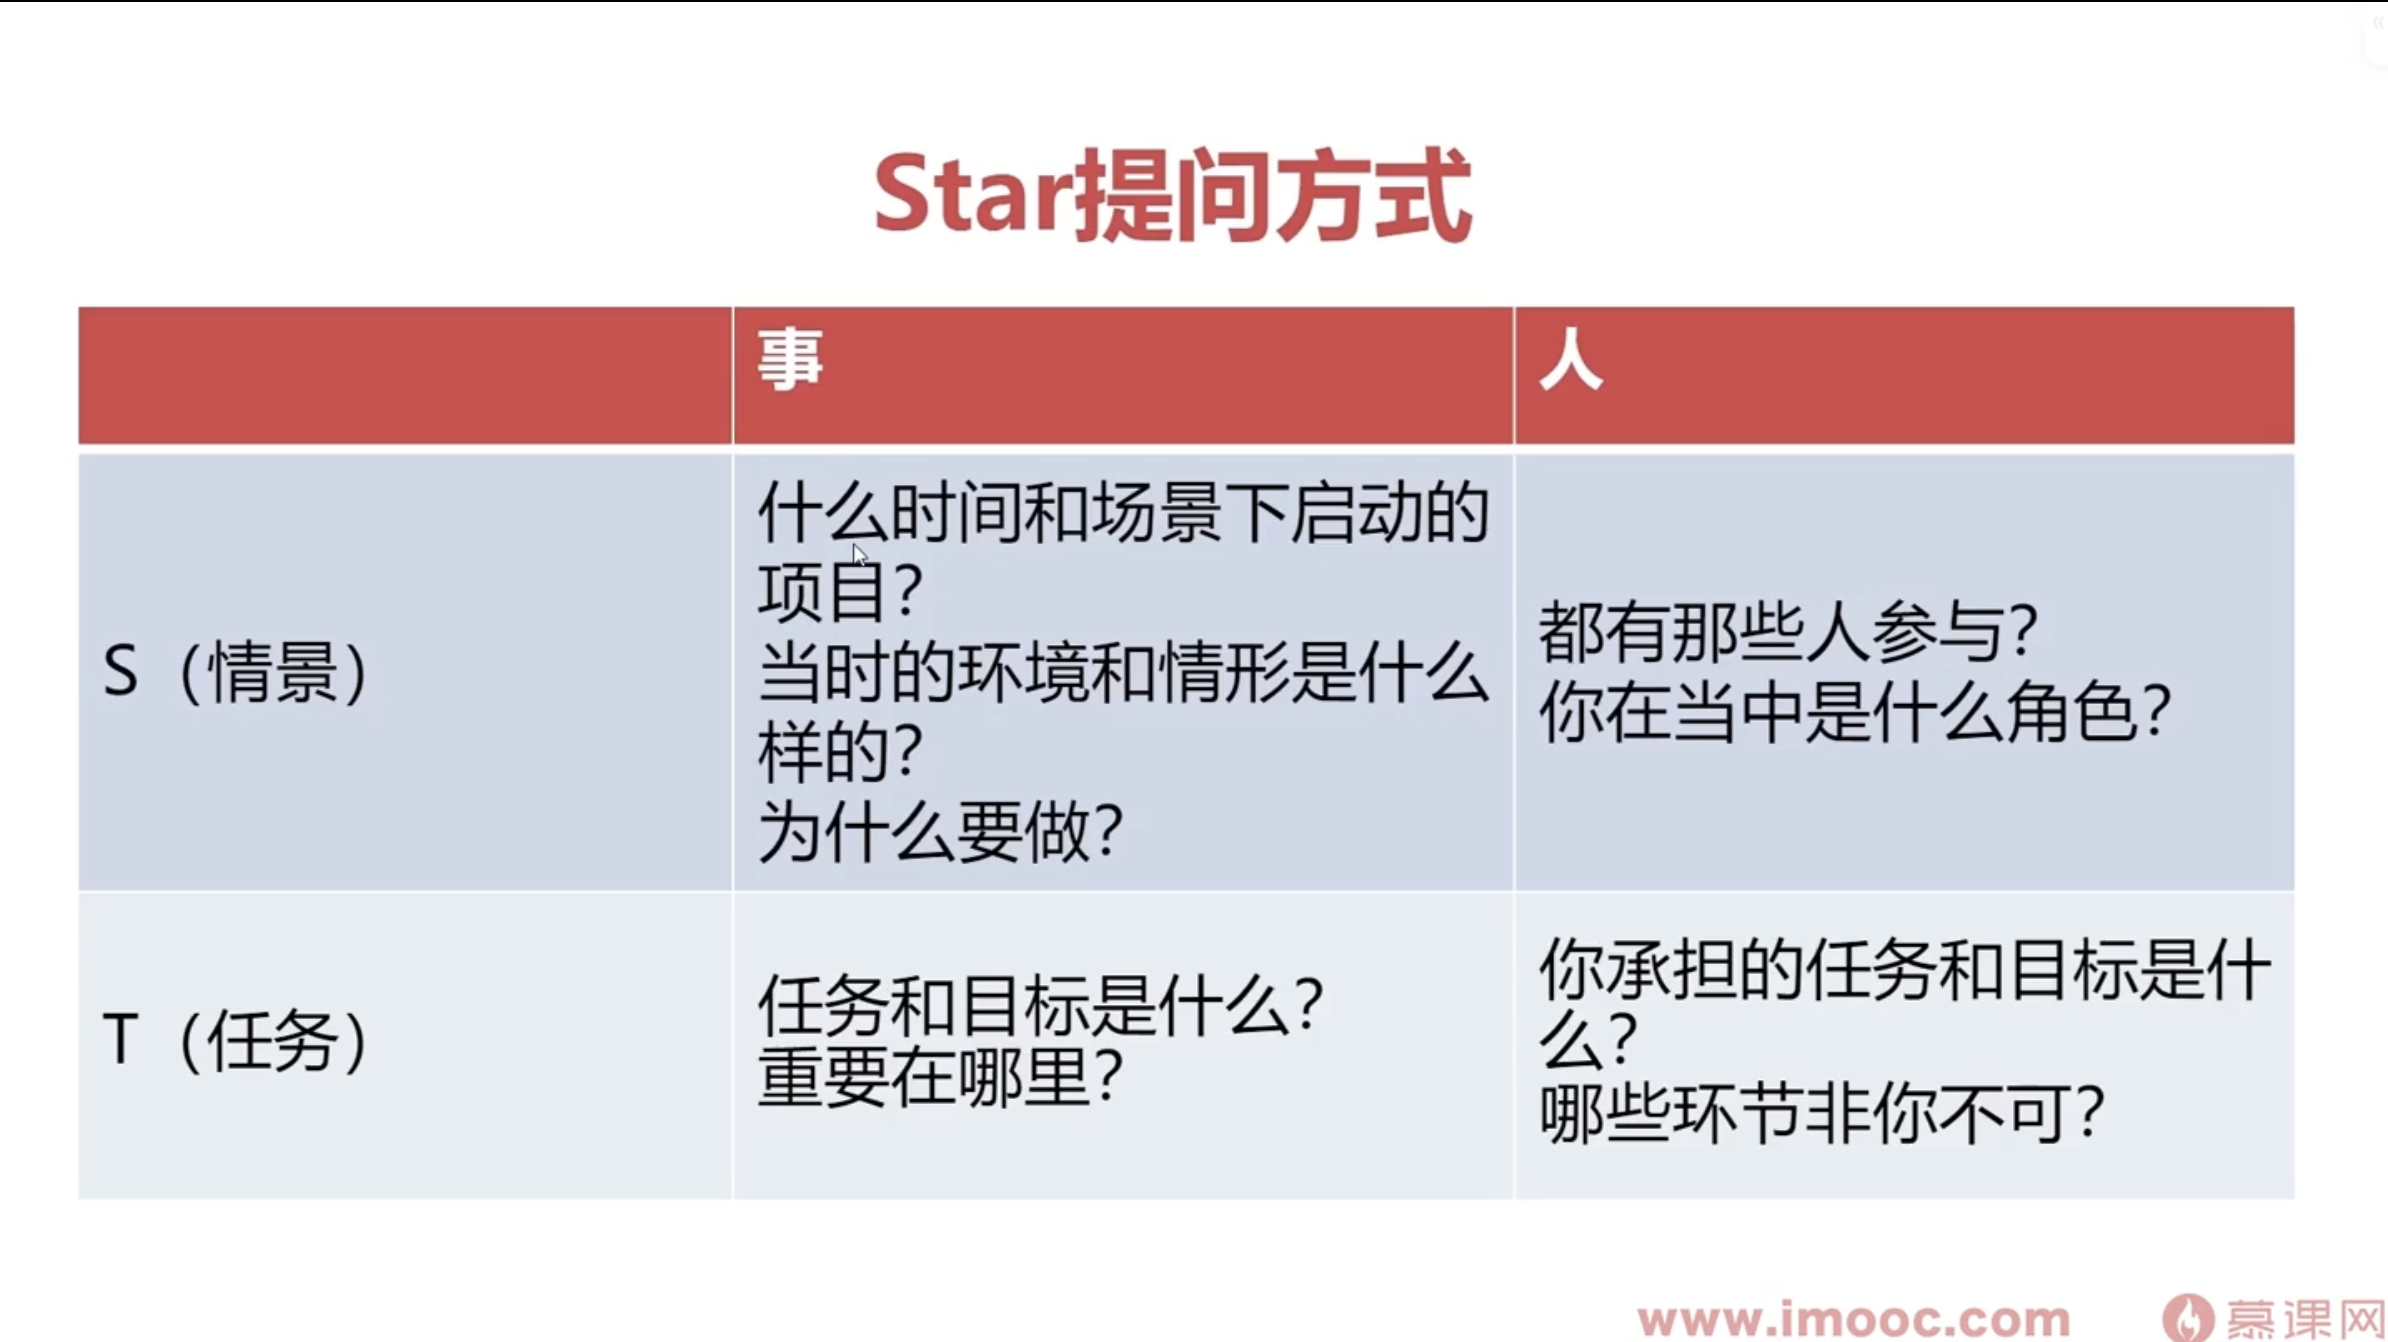 Star提问方式
事
人
S（情景）
什么时间和场景下启动的
项目？
当时的环境和情形是什么
样的？
为什么要做？
都有那些人参与？
你在当中是什么角色？
T（任务）
任务和目标是什么？
重要在哪里？
你承担的任务和目标是什
么？
哪些环节非你不可？
www.imooc.com
慕课网